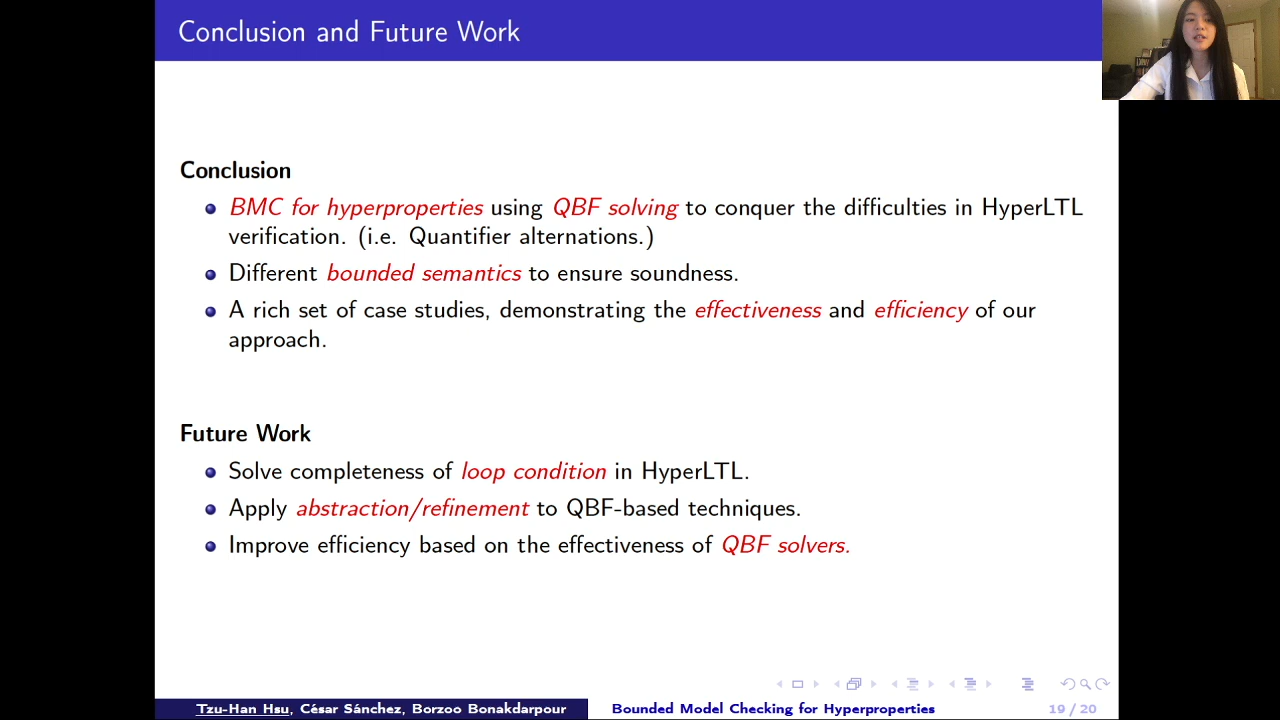 Conclusion and Future Work
Conclusion
BMC for hyperproperties using QBF solving to conquer the difficulties in HyperLTL
verification. (i.e. Quantifier alternations.)
Different bounded semantics to ensure soundness.
A rich set of case studies, demonstrating the effectiveness and efficiency of our
approach.
Future Work
Solve completeness of loop condition in HyperLTL.
Apply abstraction/refinement to QBF-based techniques.
Improve efficiency based on the effectiveness of QBF solvers.
Tzu-Han Hsu, César Sánchez, Borzoo Bonakdarpour
Bounded Model Checking for Hyperproperties
19 / 20